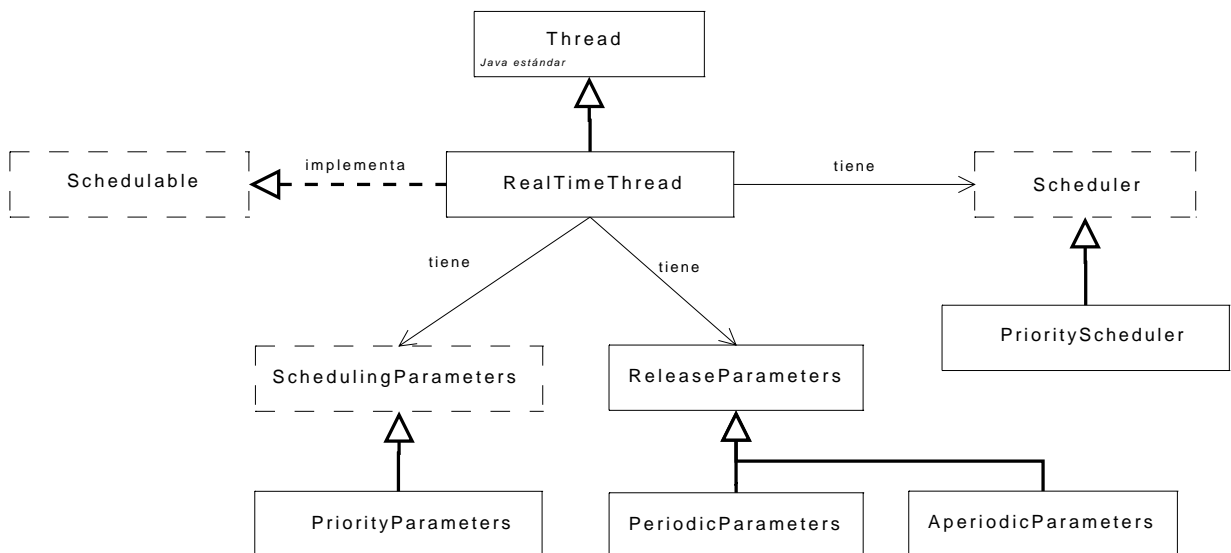 Thread
Java estándar
Schedulable
implementa
RealTimeThread
tiene
Scheduler
tiene
tiene
PriorityScheduler
SchedulingParameters
ReleaseParameters
PriorityParameters
PeriodicParameters
AperiodicParameters